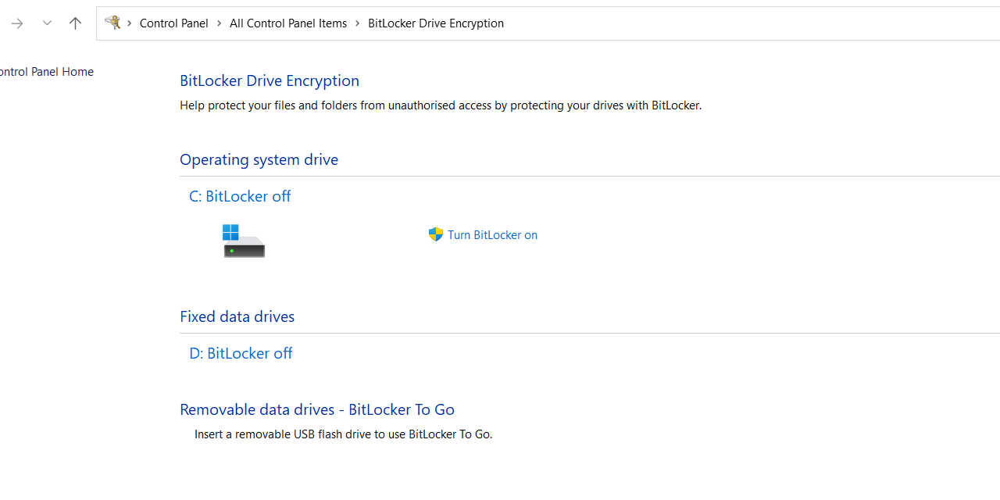 Control Panel > All Control Panel Items > BitLocker Drive Encryption
ontrol Panel Home
BitLocker Drive Encryption
Help protect your files and folders from unauthorised access by protecting your drives with BitLocker.
Operating system drive
C: BitLocker off
Turn BitLocker on
Fixed data drives
D: BitLocker off
Removable data drives - BitLocker To Go
Insert a removable USB flash drive to use BitLocker To Go.